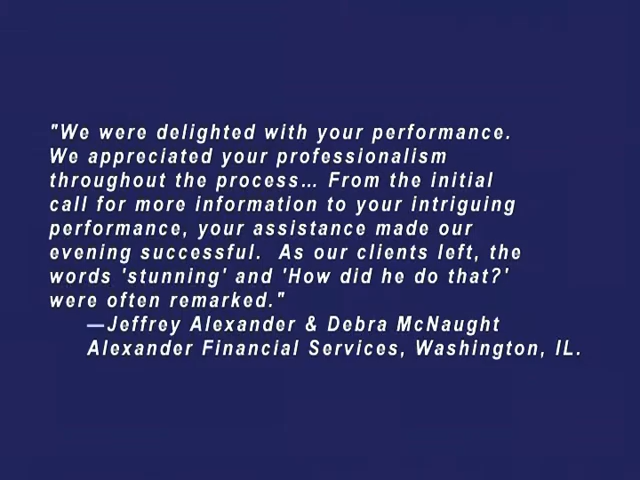 "We were delighted with your performance.
We appreciated your professionalism
throughout the process... From the initial
call for more information to your intriguing
performance, your assistance made our
evening successful.  As our clients left, the
words 'stunning' and 'How did he do that?'
were often remarked."
—Jeffrey Alexander & Debra McNaught
Alexander Financial Services, Washington, IL.